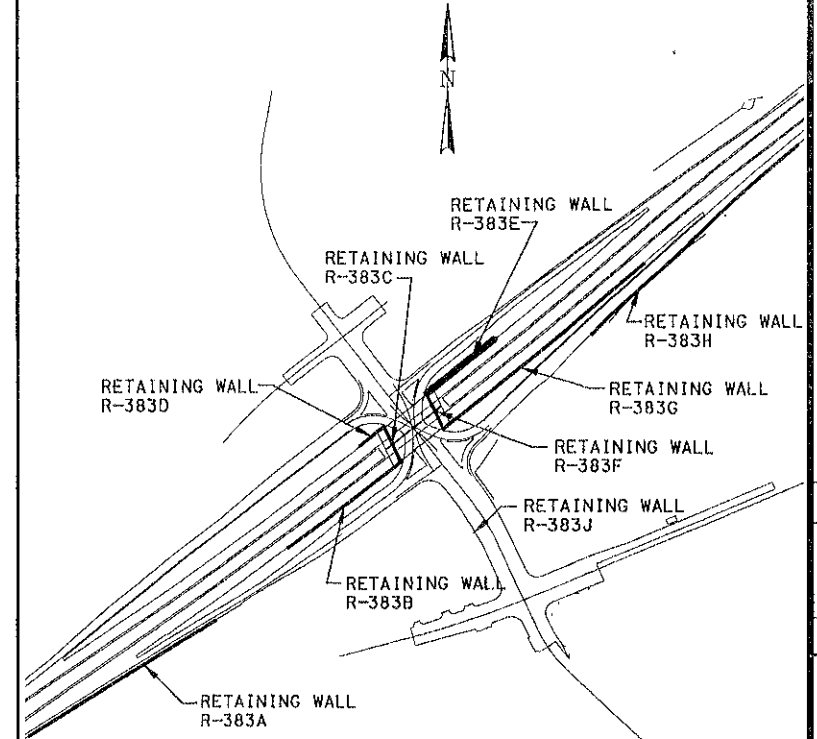 N
RETAINING WALL
R-383E
RETAINING WALL
R-383C
RETAINING WALL
R-383H
RETAINING WALL
R-383D
RETAINING WALL
R-383G
RETAINING WALL
R-383F
RETAINING WALL
R-383J
RETAINING WALL
R-383B
RETAINING WALL
R-383A